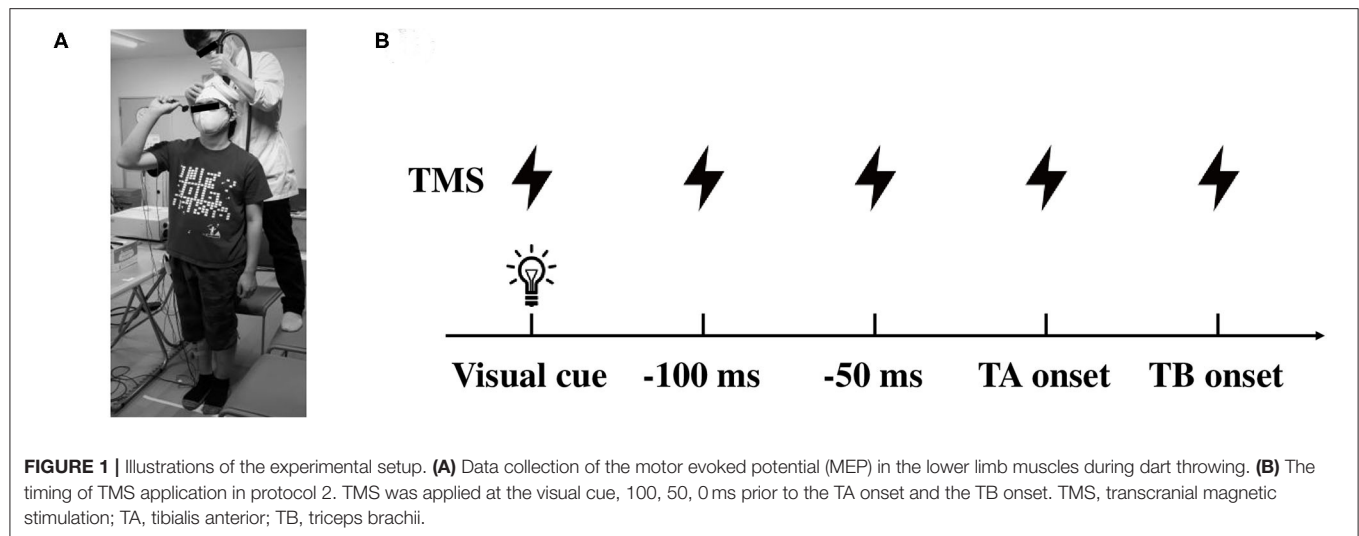 A
B
TMS
Visual cue -100 ms -50 ms TA onset TB onset
FIGURE 1 | Illustrations of the experimental setup. (A) Data collection of the motor evoked potential (MEP) in the lower limb muscles during dart throwing. (B) The
timing of TMS application in protocol 2. TMS was applied at the visual cue, 100, 50, 0 ms prior to the TA onset and the TB onset. TMS, transcranial magnetic
stimulation; TA, tibialis anterior; TB, triceps brachii.